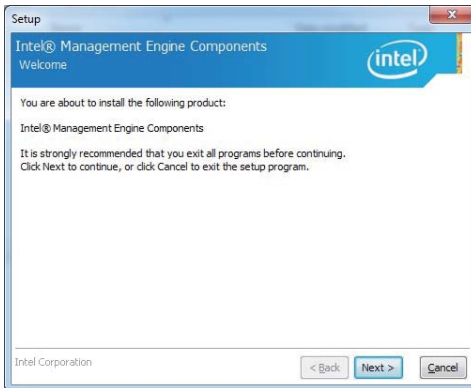 Setup
Intel® Management Engine Components
Welcome
intel
You are about to install the following product:
Intel® Management Engine Components
It is strongly recommended that you exit all programs before continuing.
Click Next to continue, or click Cancel to exit the setup program.
Intel Corporation
< Back
Next >
Cancel